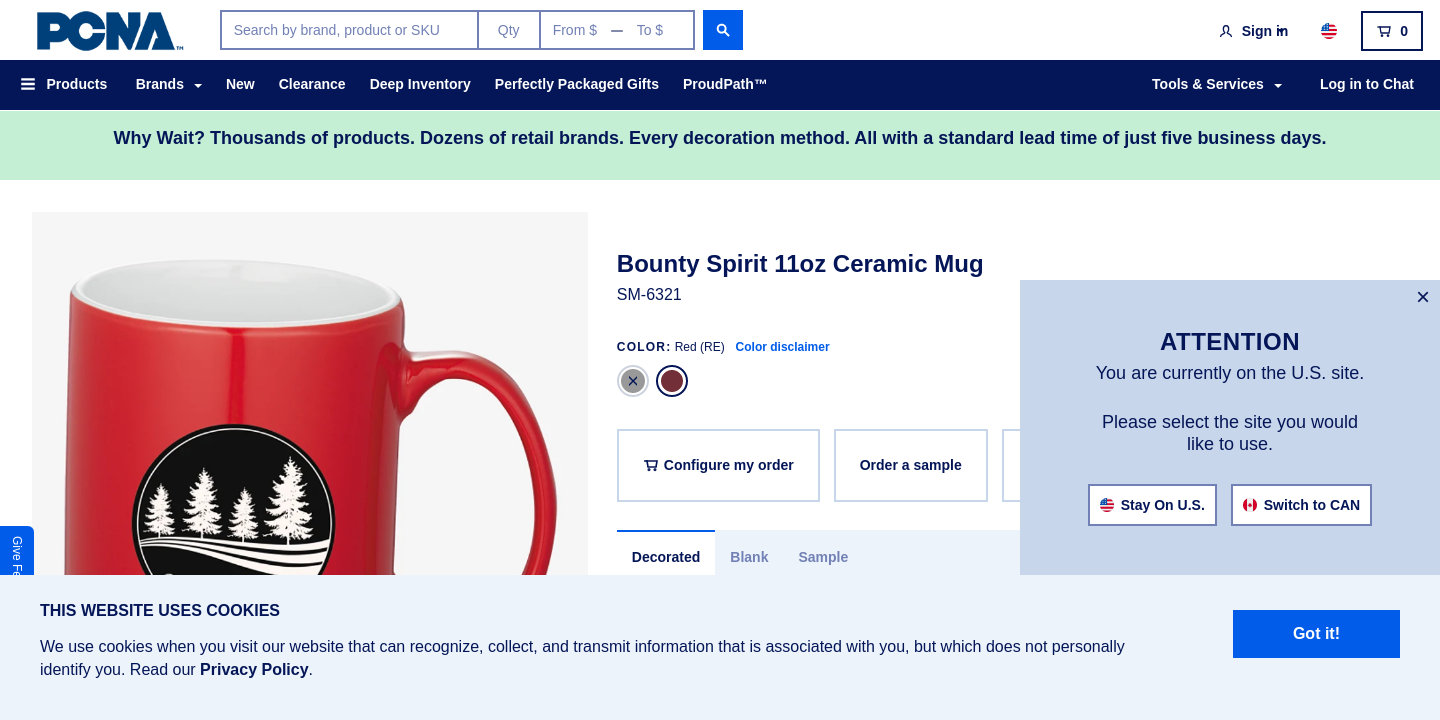 PCNA™
Search by brand, product or SKU
Qty
From $ — To $
Sign in
0
Products
Brands
New
Clearance
Deep Inventory
Perfectly Packaged Gifts
ProudPath™
Tools & Services
Log in to Chat
Why Wait? Thousands of products. Dozens of retail brands. Every decoration method. All with a standard lead time of just five business days.
Bounty Spirit 11oz Ceramic Mug
SM-6321
COLOR: Red (RE) Color disclaimer
Configure my order
Order a sample
Decorated
Blank
Sample
×
ATTENTION
You are currently on the U.S. site.
Please select the site you would
like to use.
Stay On U.S.
Switch to CAN
Give
THIS WEBSITE USES COOKIES
We use cookies when you visit our website that can recognize, collect, and transmit information that is associated with you, but which does not personally
identify you. Read our Privacy Policy.
Got it!